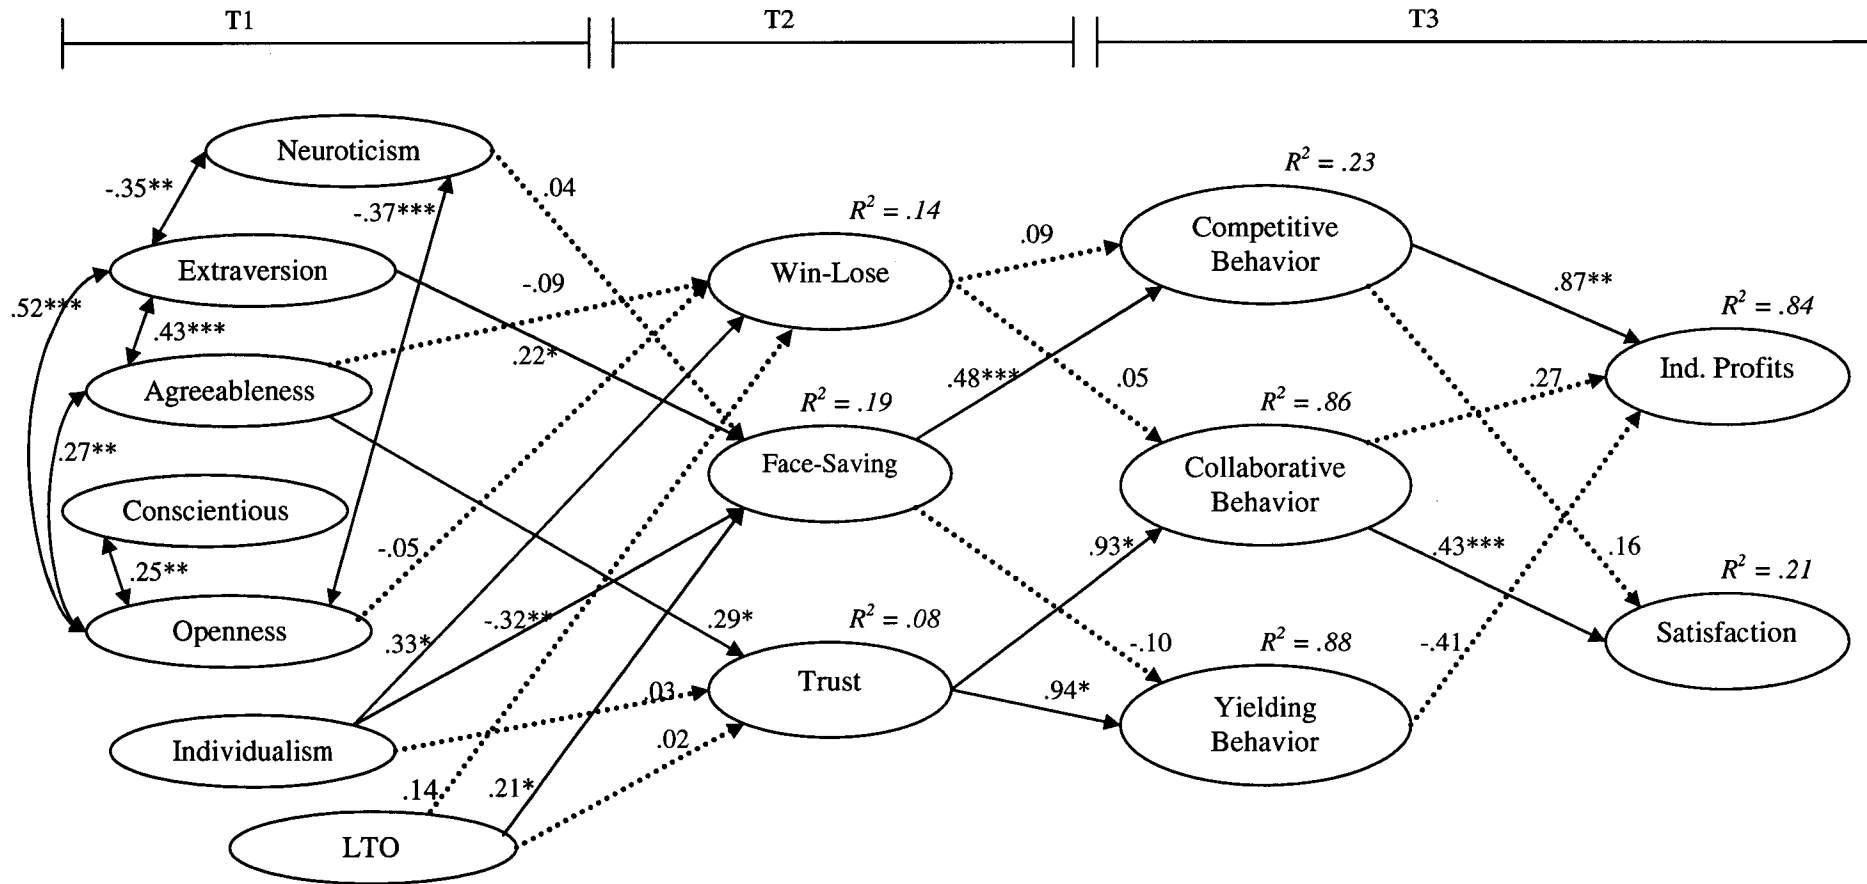 T1
T2
T3
Neuroticism
-.35**
-.37***
.04
R² = .14
R² = .23
Competitive
Behavior
Extraversion
Win-Lose
.09
.87**
R² = .84
.52***
.43***
-.09
.22*
.48***
.05
Ind. Profits
.27
Agreeableness
R² = .19
R² = .86
.27**
Face-Saving
Collaborative
Behavior
Conscientious
.25**
-.05
.93*
.43***
.16
R² = .21
Openness
.33*
-.32**
.29*
R² = .08
-.10
R² = .88
-.41
Satisfaction
Trust
.03
.94*
Yielding
Behavior
Individualism
.02
.14
.21*
LTO